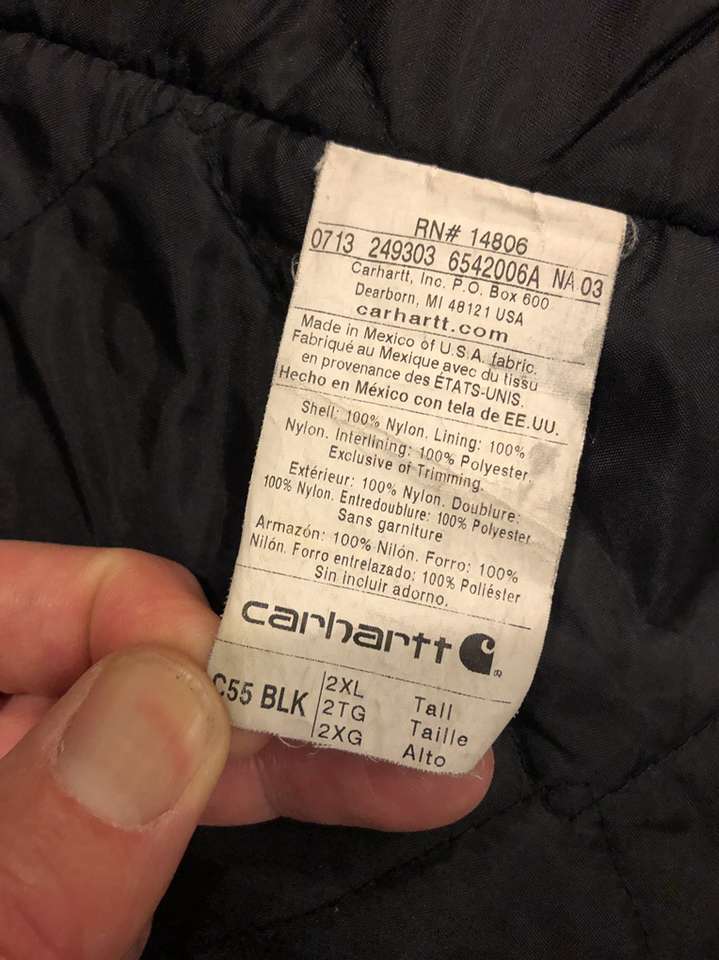 RN# 14806
0713 249303 6542006A NA 03
Carhartt, Inc. P.O. Box 600
Dearborn, MI 48121 USA
carhartt.com
Made in Mexico of U.S.A. fabric.
Fabriqué au Mexique avec du tissu
en provenance des ÉTATS-UNIS.
Hecho en México con tela de EE.UU.
Shell: 100% Nylon. Lining: 100%
Nylon. Interlining: 100% Polyester.
Exclusive of Trimming.
Extérieur: 100% Nylon. Doublure:
100% Nylon. Entredoublure: 100% Polyester
Sans garniture
Armazón: 100% Nilón. Forro: 100%
Nilón. Forro entrelazado: 100% Poliéster
Sin incluir adorno.
carhartt
C55 BLK
2XL Tall
2TG Taille
2XG Alto